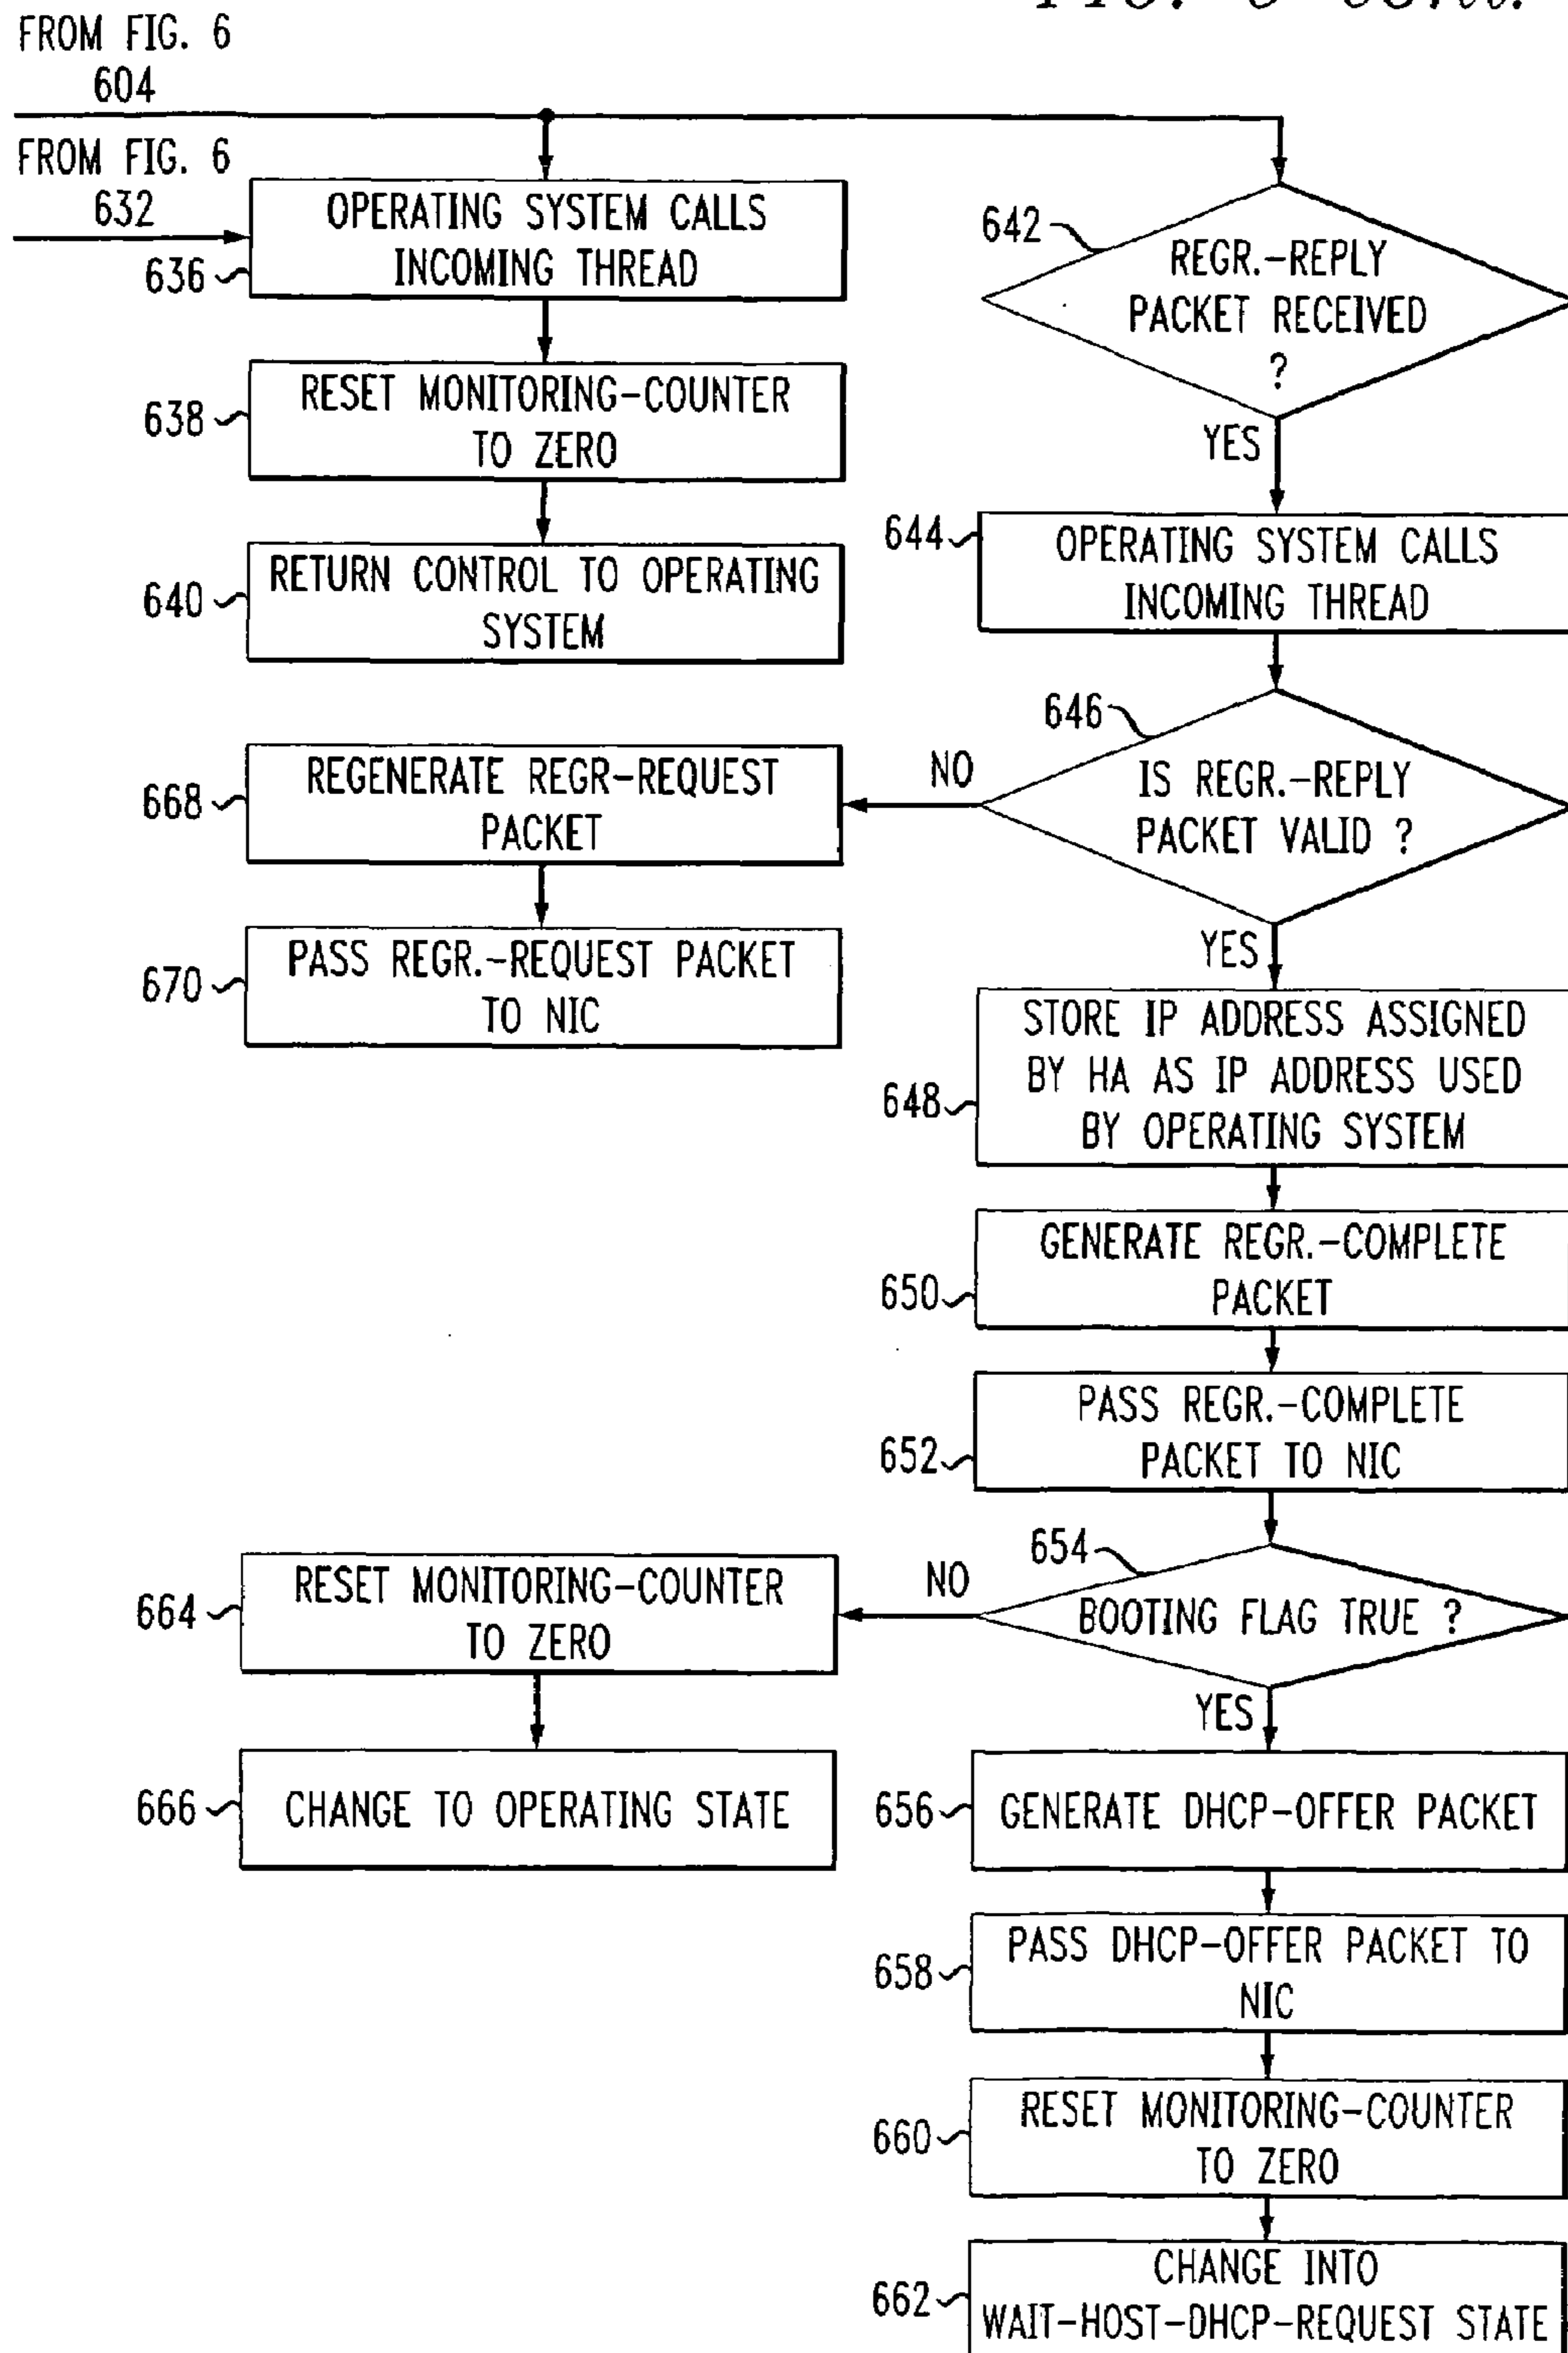 FIG. 6 CONT.
FROM FIG. 6
604
FROM FIG. 6
632
OPERATING SYSTEM CALLS
INCOMING THREAD
636
RESET MONITORING-COUNTER
TO ZERO
638
RETURN CONTROL TO OPERATING
SYSTEM
640
642
REGR.-REPLY
PACKET RECEIVED
?
YES
644
OPERATING SYSTEM CALLS
INCOMING THREAD
646
IS REGR.-REPLY
PACKET VALID ?
NO
668
REGENERATE REGR-REQUEST
PACKET
670
PASS REGR.-REQUEST PACKET
TO NIC
YES
STORE IP ADDRESS ASSIGNED
BY HA AS IP ADDRESS USED
BY OPERATING SYSTEM
648
GENERATE REGR.-COMPLETE
PACKET
650
PASS REGR.-COMPLETE
PACKET TO NIC
652
654
BOOTING FLAG TRUE ?
NO
RESET MONITORING-COUNTER
TO ZERO
664
666
CHANGE TO OPERATING STATE
YES
656
GENERATE DHCP-OFFER PACKET
PASS DHCP-OFFER PACKET TO
NIC
658
RESET MONITORING-COUNTER
TO ZERO
660
CHANGE INTO
WAIT-HOST-DHCP-REQUEST STATE
662